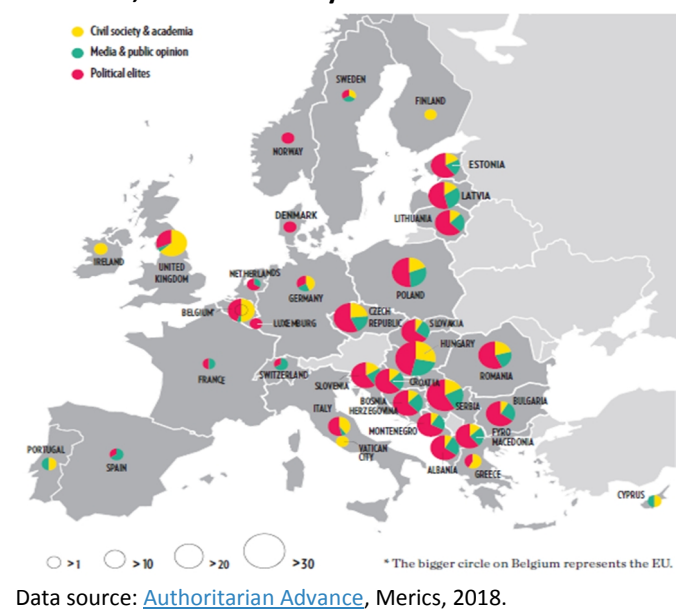 Civil society & academia
Media & public opinion
Political elites
SWEDEN
FINLAND
NORWAY
ESTONIA
LATVIA
DENMARK
LITHUANIA
IRELAND
UNITED
KINGDOM
NETHERLANDS
GERMANY
POLAND
BELGIUM*
LUXEMBURG
CZECH
REPUBLIC
SLOVAKIA
HUNGARY
FRANCE
SWITZERLAND
SLOVENIA
CROATIA
ROMANIA
BOSNIA
HERZEGOVINA
SERBIA
BULGARIA
ITALY
MONTENEGRO
FYRO
MACEDONIA
PORTUGAL
SPAIN
VATICAN
CITY
ALBANIA
GREECE
CYPRUS
>1 >10 >20 >30
* The bigger circle on Belgium represents the EU.
Data source: Authoritarian Advance, Merics, 2018.